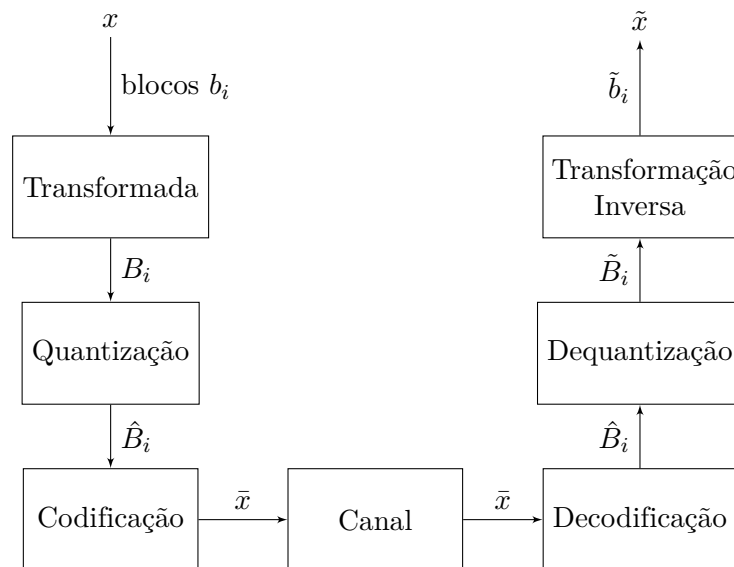 x
blocos b_i
Transformada
B_i
Quantização
B̂_i
Codificação
x̄
Canal
x̄
Decodificação
B̂_i
Dequantização
B̃_i
Transformação
Inversa
b̃_i
x̃